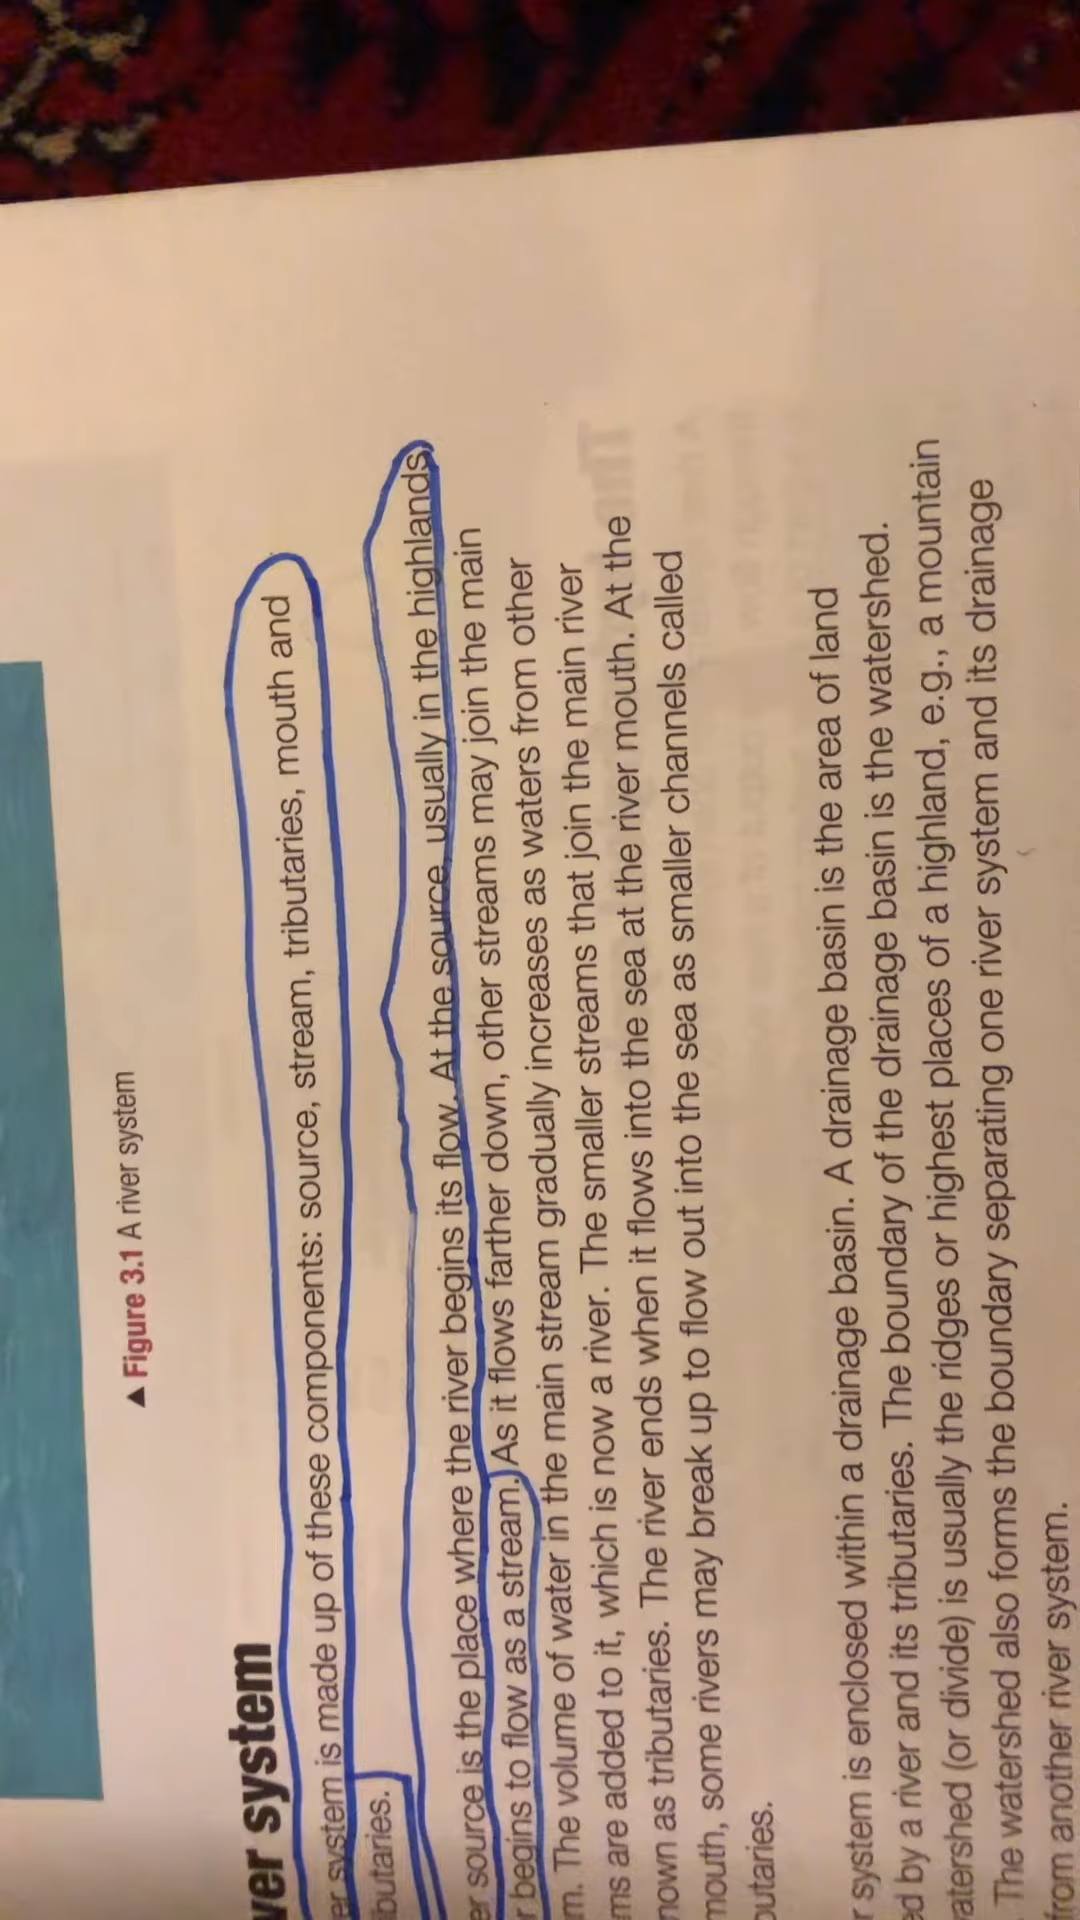 ▲ Figure 3.1 A river system
ver system
er system is made up of these components: source, stream, tributaries, mouth and
butaries.
er source is the place where the river begins its flow. At the source, usually in the highlands,
r begins to flow as a stream. As it flows farther down, other streams may join the main
m. The volume of water in the main stream gradually increases as waters from other
ms are added to it, which is now a river. The smaller streams that join the main river
nown as tributaries. The river ends when it flows into the sea at the river mouth. At the
mouth, some rivers may break up to flow out into the sea as smaller channels called
butaries.
r system is enclosed within a drainage basin. A drainage basin is the area of land
ed by a river and its tributaries. The boundary of the drainage basin is the watershed.
atershed (or divide) is usually the ridges or highest places of a highland, e.g., a mountain
. The watershed also forms the boundary separating one river system and its drainage
from another river system.